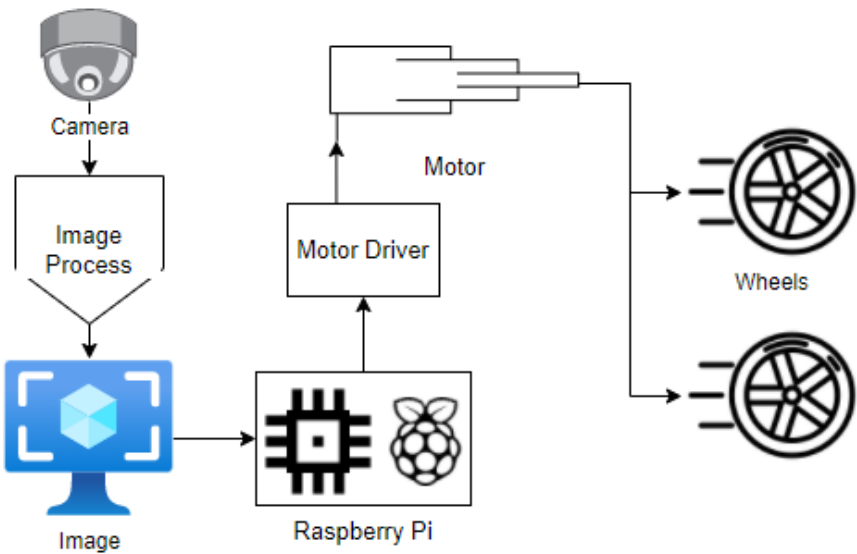 Camera
Image
Process
Image
Raspberry Pi
Motor Driver
Motor
Wheels